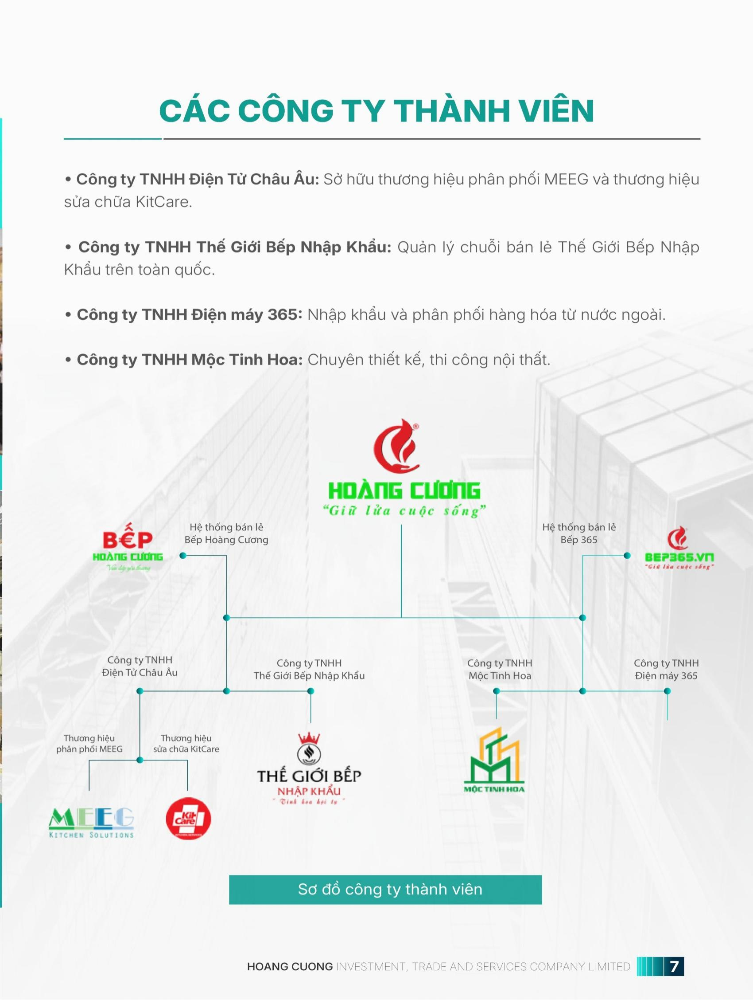 CÁC CÔNG TY THÀNH VIÊN
• Công ty TNHH Điện Tử Châu Âu: Sở hữu thương hiệu phân phối MEEG và thương hiệu
sửa chữa KitCare.
• Công ty TNHH Thế Giới Bếp Nhập Khẩu: Quản lý chuỗi bán lẻ Thế Giới Bếp Nhập
Khẩu trên toàn quốc.
• Công ty TNHH Điện máy 365: Nhập khẩu và phân phối hàng hóa từ nước ngoài.
• Công ty TNHH Mộc Tinh Hoa: Chuyên thiết kế, thi công nội thất.
®
HOÀNG CƯƠNG
“Giữ lửa cuộc sống”
BẾP
HOÀNG CƯƠNG
Hệ thống bán lẻ
Bếp Hoàng Cương
Hệ thống bán lẻ
Bếp 365
BEP365.VN
"Giữ lửa cuộc sống"
Công ty TNHH
Điện Tử Châu Âu
Công ty TNHH
Thế Giới Bếp Nhập Khẩu
Công ty TNHH
Mộc Tinh Hoa
Công ty TNHH
Điện máy 365
Thương hiệu
phân phối MEEG
Thương hiệu
sửa chữa KitCare
MEEG
KITCHEN SOLUTIONS
Kit
Care
KITCHEN SERVICES
THẾ GIỚI BẾP
NHẬP KHẨU
" Tinh hoa hội tụ "
MỘC TINH HOA
Sơ đồ công ty thành viên
HOANG CUONG INVESTMENT, TRADE AND SERVICES COMPANY LIMITED 7